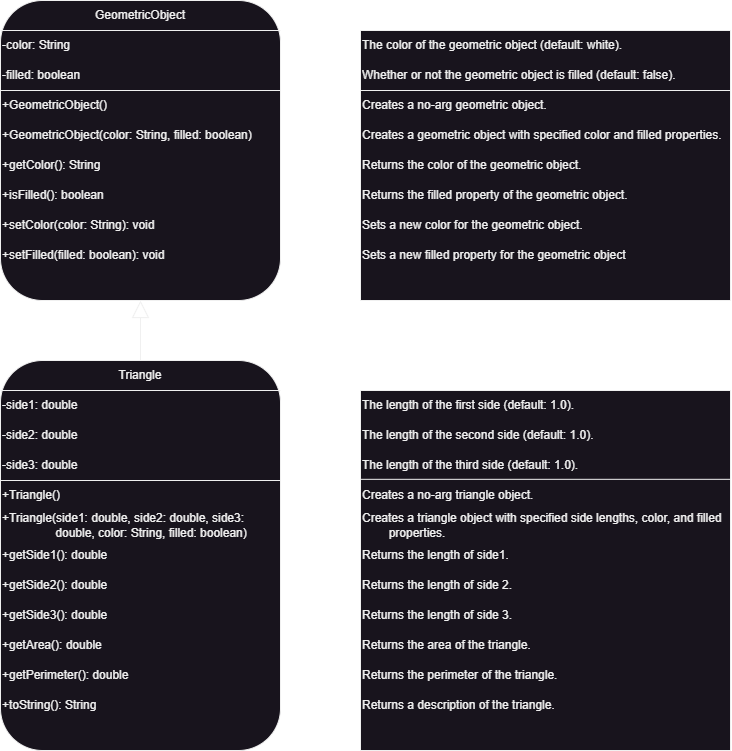 GeometricObject
-color: String
-filled: boolean
+GeometricObject()
+GeometricObject(color: String, filled: boolean)
+getColor(): String
+isFilled(): boolean
+setColor(color: String): void
+setFilled(filled: boolean): void
The color of the geometric object (default: white).
Whether or not the geometric object is filled (default: false).
Creates a no-arg geometric object.
Creates a geometric object with specified color and filled properties.
Returns the color of the geometric object.
Returns the filled property of the geometric object.
Sets a new color for the geometric object.
Sets a new filled property for the geometric object
Triangle
-side1: double
-side2: double
-side3: double
+Triangle()
+Triangle(side1: double, side2: double, side3:
double, color: String, filled: boolean)
+getSide1(): double
+getSide2(): double
+getSide3(): double
+getArea(): double
+getPerimeter(): double
+toString(): String
The length of the first side (default: 1.0).
The length of the second side (default: 1.0).
The length of the third side (default: 1.0).
Creates a no-arg triangle object.
Creates a triangle object with specified side lengths, color, and filled
properties.
Returns the length of side1.
Returns the length of side 2.
Returns the length of side 3.
Returns the area of the triangle.
Returns the perimeter of the triangle.
Returns a description of the triangle.